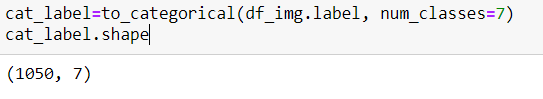 cat_label=to_categorical(df_img.label, num_classes=7)
cat_label.shape
(1050, 7)